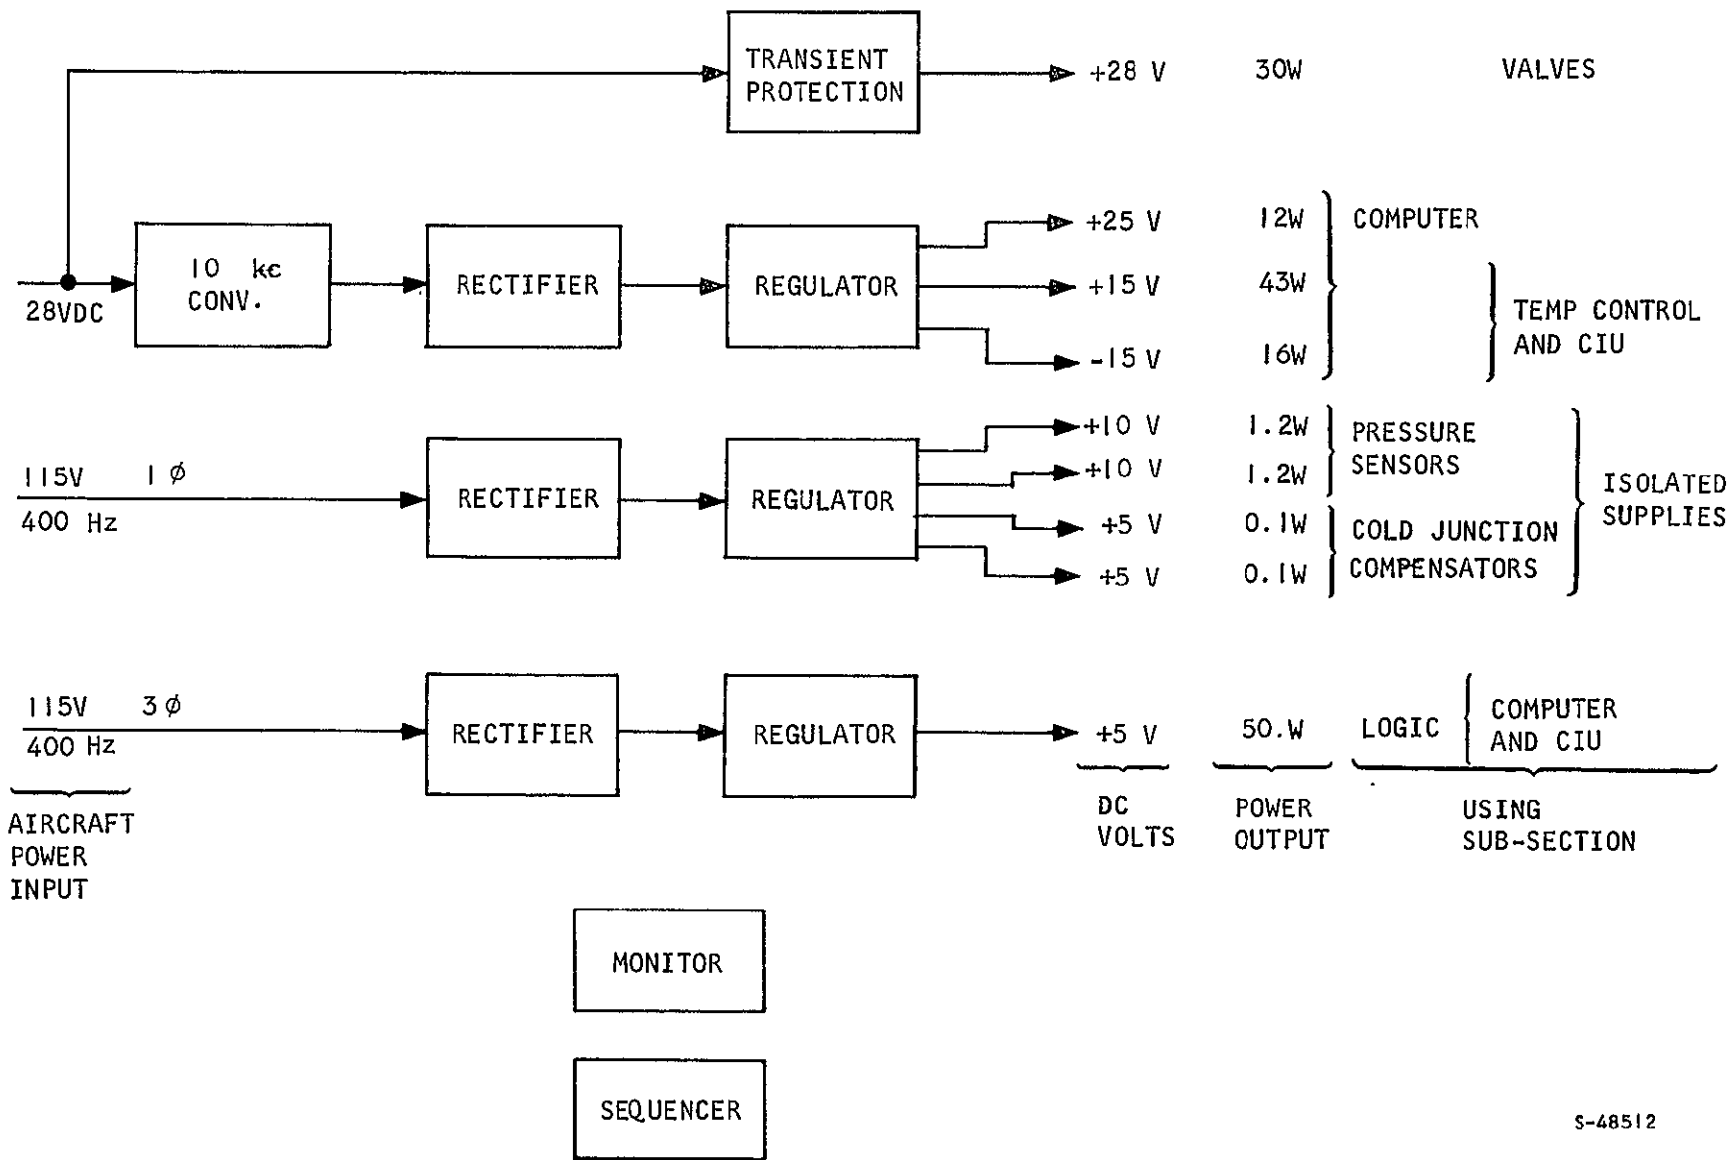 TRANSIENT
PROTECTION
+28 V 30W VALVES
28VDC
10 kc
CONV.
RECTIFIER
REGULATOR
+25 V 12W COMPUTER
+15 V 43W
-15 V 16W
TEMP CONTROL
AND CIU
115V 1 φ
400 Hz
RECTIFIER
REGULATOR
+10 V 1.2W
+10 V 1.2W
PRESSURE
SENSORS
+5 V 0.1W
+5 V 0.1W
COLD JUNCTION
COMPENSATORS
ISOLATED
SUPPLIES
115V 3 φ
400 Hz
RECTIFIER
REGULATOR
+5 V 50.W LOGIC
COMPUTER
AND CIU
AIRCRAFT
POWER
INPUT
DC
VOLTS
POWER
OUTPUT
USING
SUB-SECTION
MONITOR
SEQUENCER
S-48512